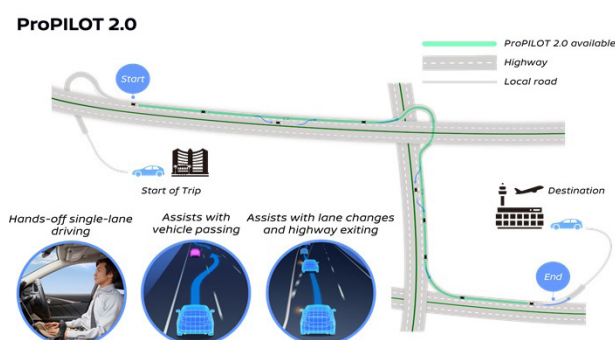 ProPILOT 2.0
ProPILOT 2.0 available
Highway
Local road
Start
Start of Trip
Destination
End
Hands-off single-lane
driving
Assists with
vehicle passing
Assists with lane changes
and highway exiting